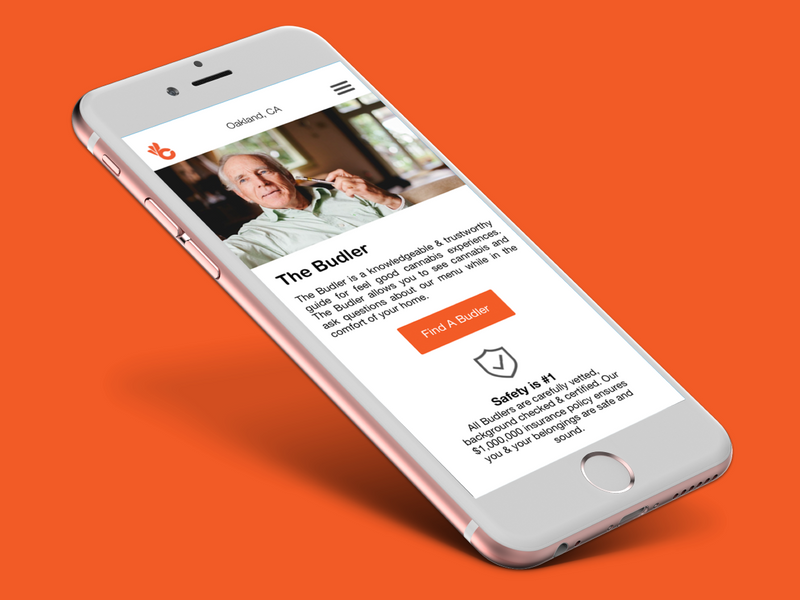 Oakland, CA
The Budler
The Budler is a knowledgeable & trustworthy
guide for feel good cannabis experiences.
The Budler allows you to see cannabis and
ask questions about our menu while in the
comfort of your home.
Find A Budler
Safety is #1
All Budlers are carefully vetted,
background checked & certified. Our
$1,000,000 insurance policy ensures
you & your belongings are safe and
sound.